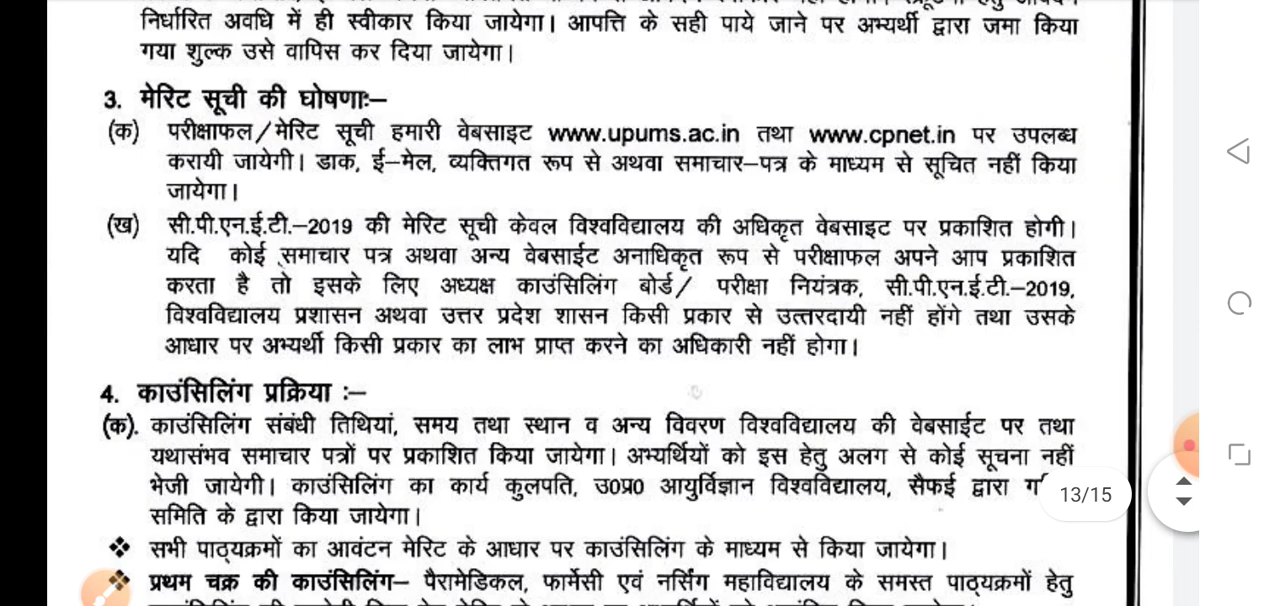 निर्धारित अवधि में ही स्वीकार किया जायेगा। आपत्ति के सही पाये जाने पर अभ्यर्थी द्वारा जमा किया
गया शुल्क उसे वापिस कर दिया जायेगा।
3. मेरिट सूची की घोषणाः–
(क) परीक्षाफल/मेरिट सूची हमारी वेबसाइट www.upums.ac.in तथा www.cpnet.in पर उपलब्ध
करायी जायेगी। डाक, ई–मेल, व्यक्तिगत रूप से अथवा समाचार–पत्र के माध्यम से सूचित नहीं किया
जायेगा।
(ख) सी.पी.एन.ई.टी.–2019 की मेरिट सूची केवल विश्वविद्यालय की अधिकृत वेबसाइट पर प्रकाशित होगी।
यदि कोई समाचार पत्र अथवा अन्य वेबसाईट अनाधिकृत रूप से परीक्षाफल अपने आप प्रकाशित
करता है तो इसके लिए अध्यक्ष काउंसिलिंग बोर्ड/ परीक्षा नियंत्रक, सी.पी.एन.ई.टी.–2019,
विश्वविद्यालय प्रशासन अथवा उत्तर प्रदेश शासन किसी प्रकार से उत्तरदायी नहीं होंगे तथा उसके
आधार पर अभ्यर्थी किसी प्रकार का लाभ प्राप्त करने का अधिकारी नहीं होगा।
4. काउंसिलिंग प्रक्रिया :–
(क). काउंसिलिंग संबंधी तिथियां, समय तथा स्थान व अन्य विवरण विश्वविद्यालय की वेबसाईट पर तथा
यथासंभव समाचार पत्रों पर प्रकाशित किया जायेगा। अभ्यर्थियों को इस हेतु अलग से कोई सूचना नहीं
भेजी जायेगी। काउंसिलिंग का कार्य कुलपति, उ0प्र0 आयुर्विज्ञान विश्वविद्यालय, सैफई द्वारा
13/15
समिति के द्वारा किया जायेगा।
❖ सभी पाठ्यक्रमों का आवंटन मेरिट के आधार पर काउंसिलिंग के माध्यम से किया जायेगा।
❖ प्रथम चक्र की काउंसिलिंग– पैरामेडिकल, फार्मेसी एवं नर्सिंग महाविद्यालय के समस्त पाठ्यक्रमों हेतु